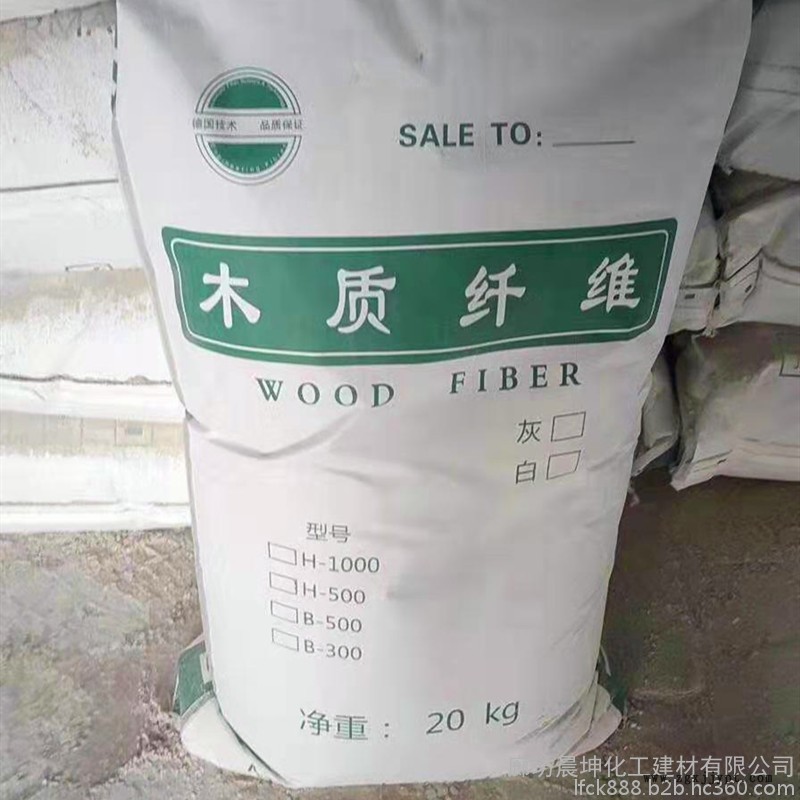 德国技术 品质保证
SALE TO:
木质纤维
WOOD FIBER
灰
白
型号
H-1000
H-500
B-500
B-300
净重： 20 kg
晨坤化工建材有限公司
lfck888.b2b.hc360.com